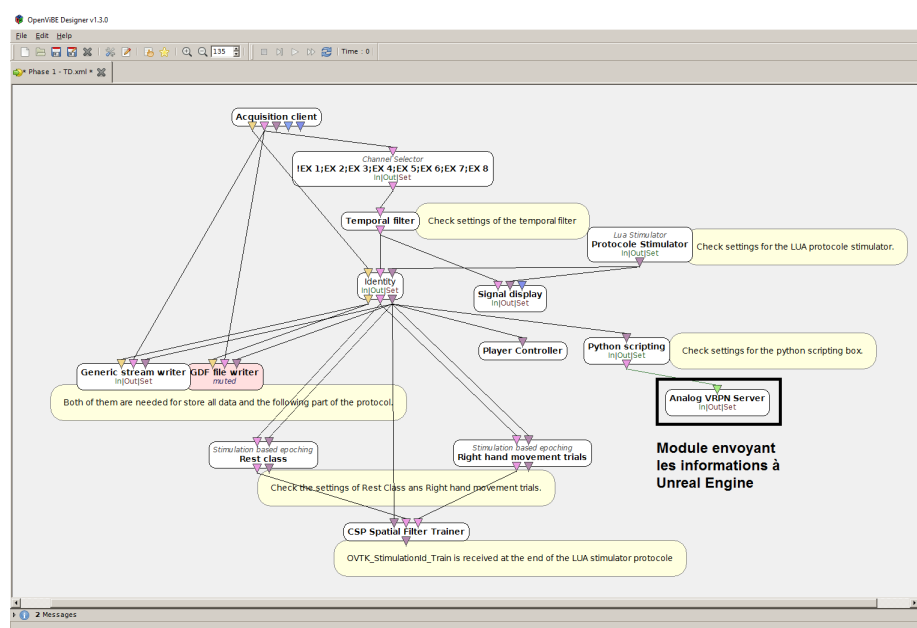 OpenViBE Designer v1.3.0
File Edit Help
135
Time : 0
* Phase 1 - TD.xml *
Acquisition client
Channel Selector
!EX 1;EX 2;EX 3;EX 4;EX 5;EX 6;EX 7;EX 8
In|Out|Set
Temporal filter
Check settings of the temporal filter
Lua Stimulator
Protocole Stimulator
In|Out|Set
Check settings for the LUA protocole stimulator.
Identity
In|Out|Set
Signal display
In|Out|Set
Player Controller
Python scripting
In|Out|Set
Check settings for the python scripting box.
Generic stream writer
In|Out|Set
GDF file writer
muted
Both of them are needed for store all data and the following part of the protocol.
Analog VRPN Server
In|Out|Set
Module envoyant
les informations à
Unreal Engine
Stimulation based epoching
Rest class
Stimulation based epoching
Right hand movement trials
Check the settings of Rest Class ans Right hand movement trials.
CSP Spatial Filter Trainer
OVTK_StimulationId_Train is received at the end of the LUA stimulator protocole
2 Messages